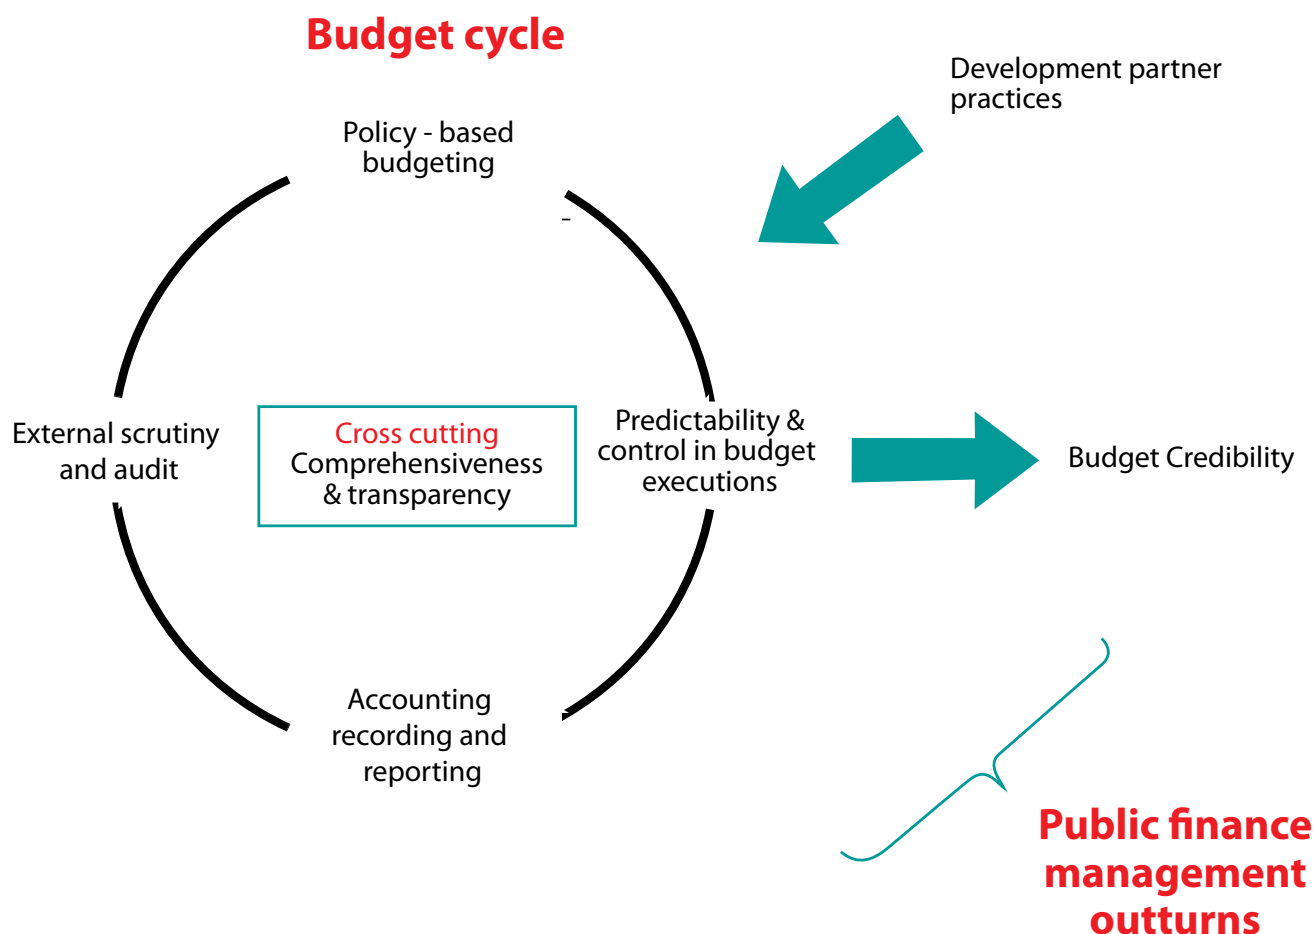 Budget cycle
Development partner
practices
Policy - based
budgeting
External scrutiny
and audit
Cross cutting
Comprehensiveness
& transparency
Predictability &
control in budget
executions
Budget Credibility
Accounting
recording and
reporting
Public finance
management
outturns